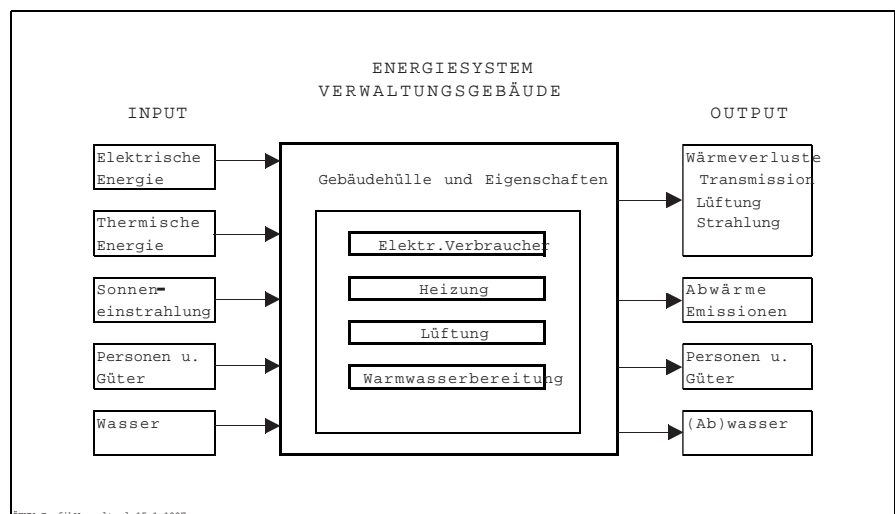 ENERGIESYSTEM
VERWALTUNGSGEBÄUDE
INPUT
OUTPUT
Elektrische
Energie
Thermische
Energie
Sonnen-
einstrahlung
Personen u.
Güter
Wasser
Gebäudehülle und Eigenschaften
Elektr.Verbraucher
Heizung
Lüftung
Warmwasserbereitung
Wärmeverluste
Transmission
Lüftung
Strahlung
Abwärme
Emissionen
Personen u.
Güter
(Ab)wasser